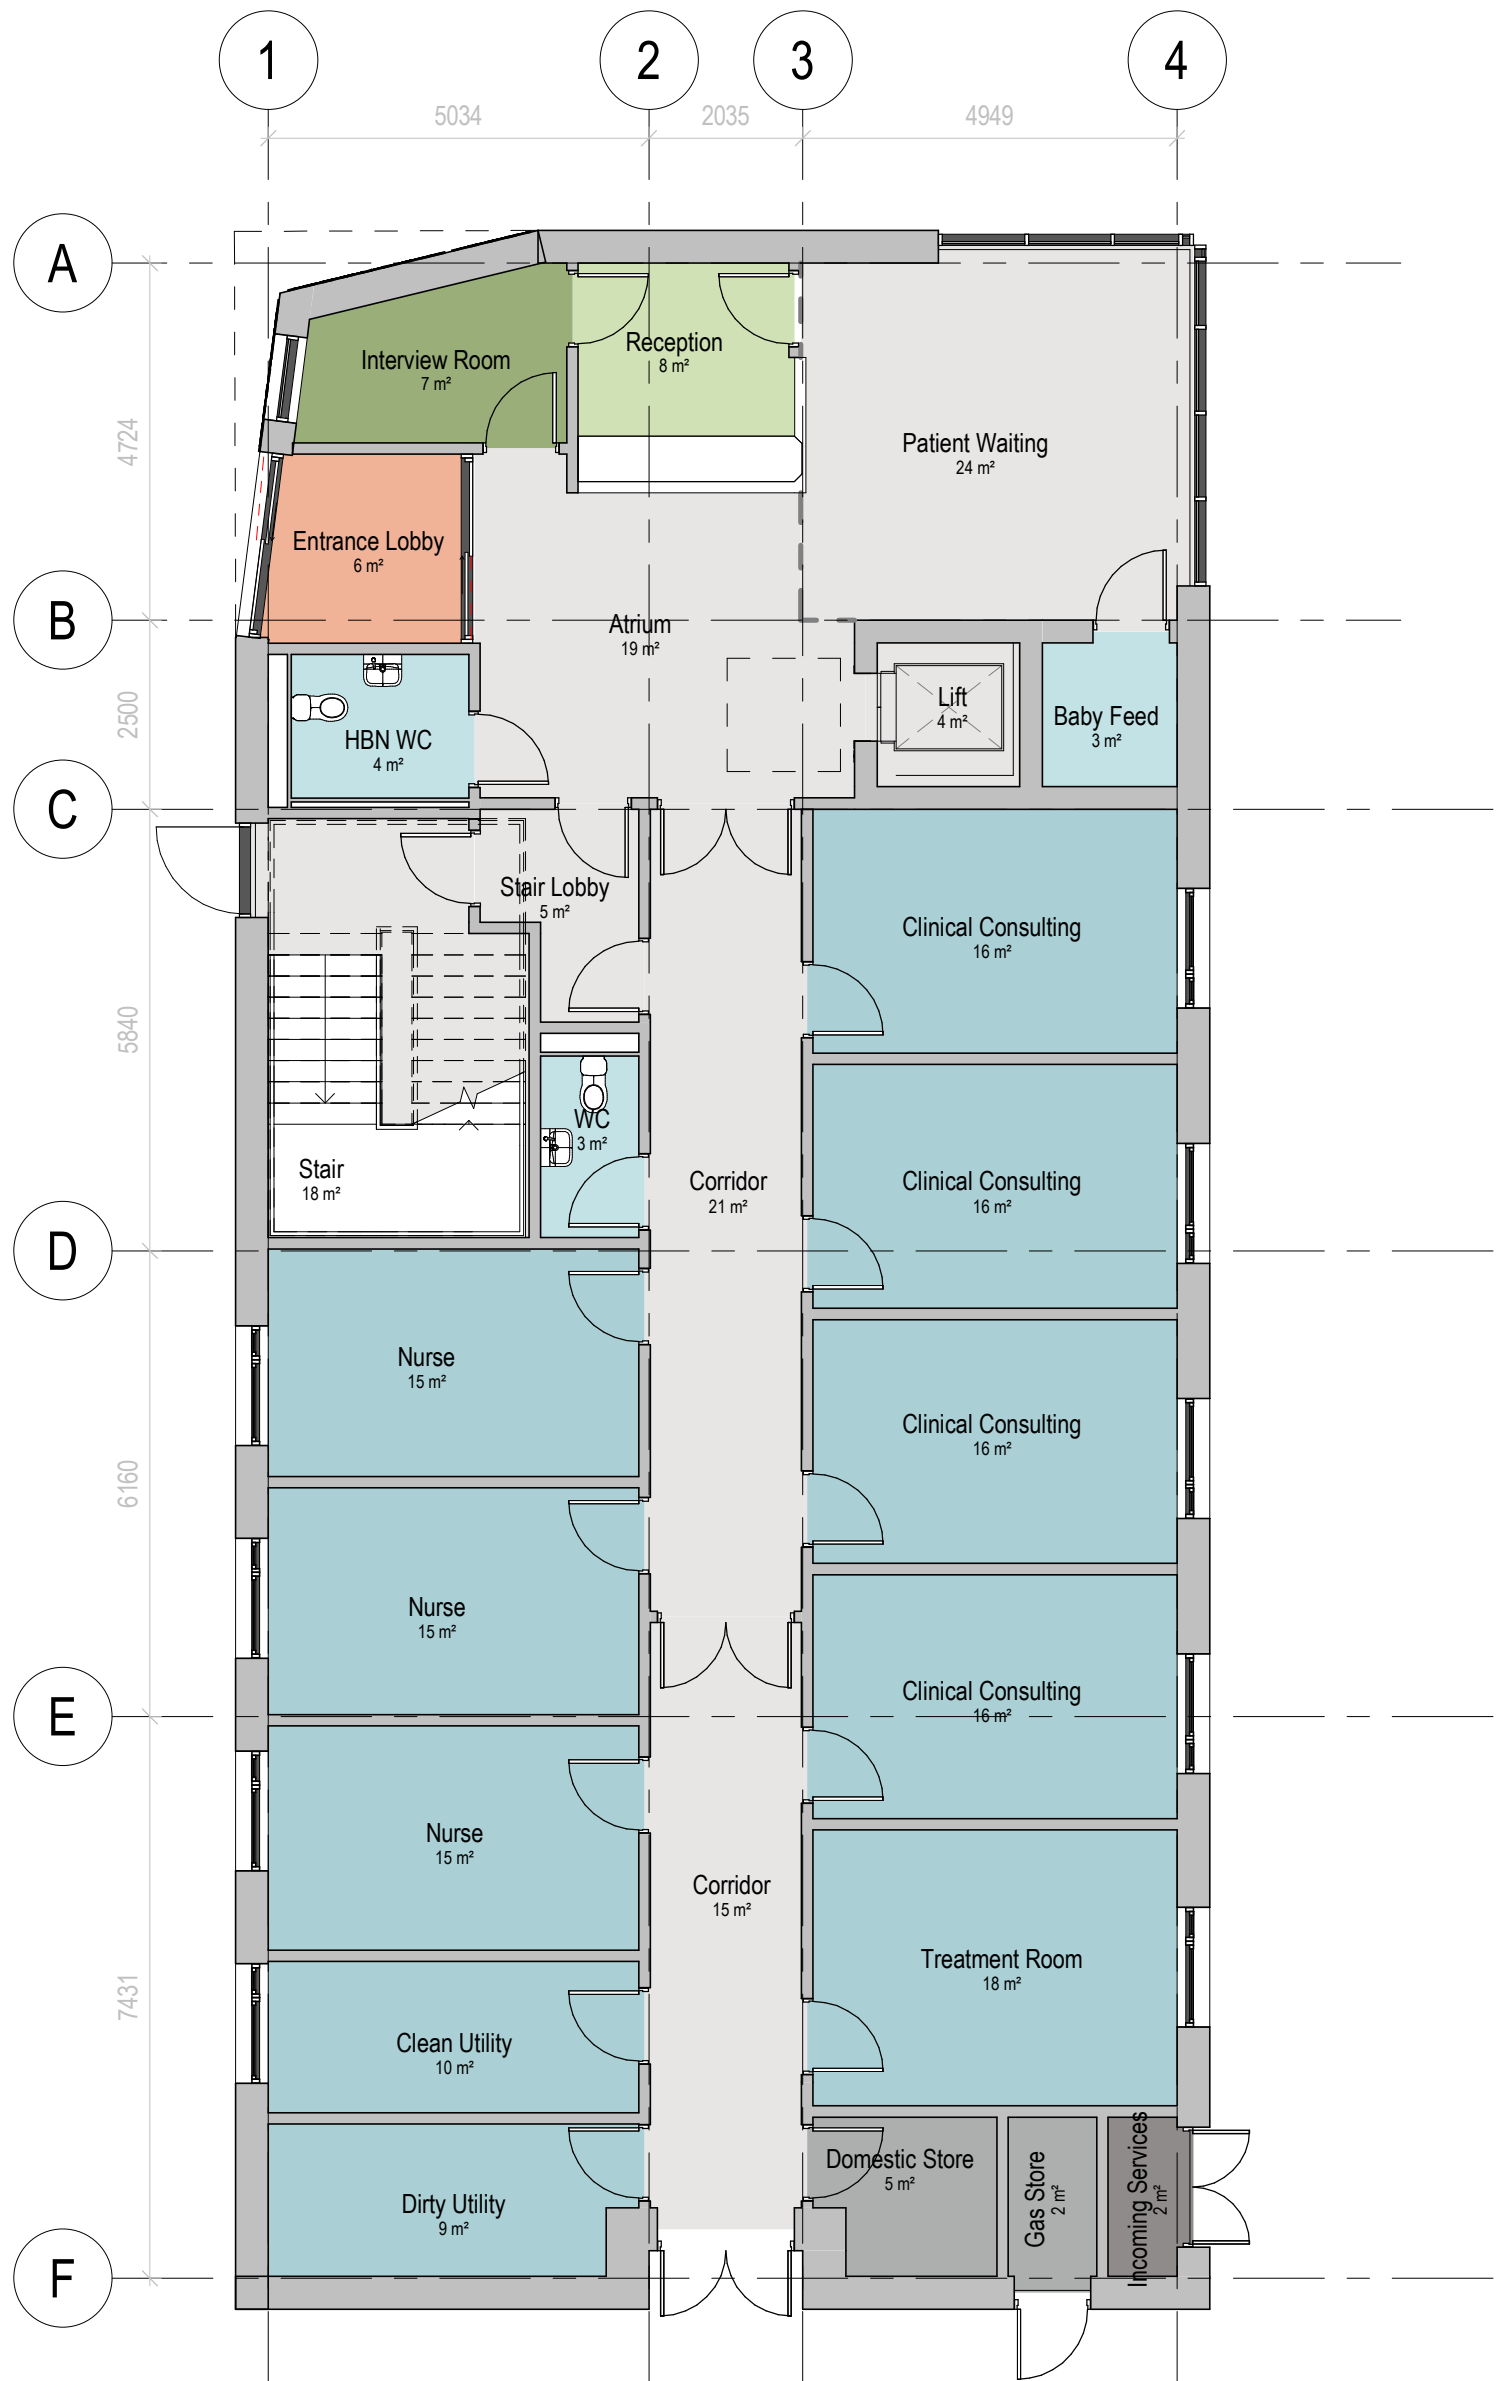 1
2
3
4
5034
2035
4949
A
Interview Room
7 m²
Reception
8 m²
4724
Patient Waiting
24 m²
Entrance Lobby
6 m²
B
Atrium
19 m²
2500
HBN WC
4 m²
Lift
4 m²
Baby Feed
3 m²
C
Stair Lobby
5 m²
Clinical Consulting
16 m²
5840
WC
3 m²
Stair
18 m²
Corridor
21 m²
Clinical Consulting
16 m²
D
Nurse
15 m²
Clinical Consulting
16 m²
6160
Nurse
15 m²
Clinical Consulting
16 m²
E
Nurse
15 m²
Corridor
15 m²
Treatment Room
18 m²
7431
Clean Utility
10 m²
Dirty Utility
9 m²
Domestic Store
5 m²
Gas Store
2 m²
Incoming Services
2 m²
F